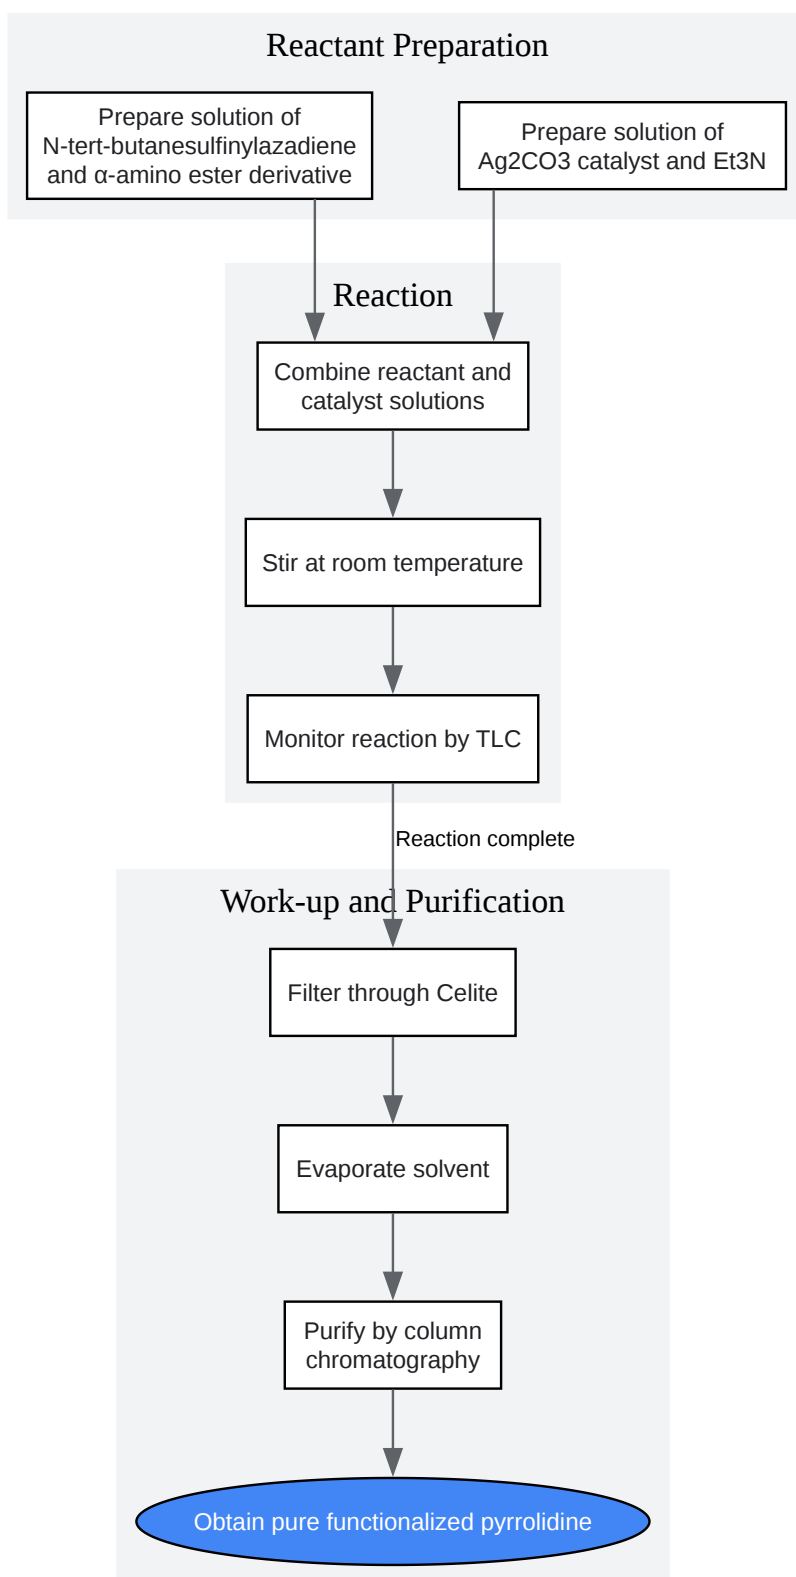 Reactant Preparation
Prepare solution of
N-tert-butanesulfinylazadiene
and α-amino ester derivative
Prepare solution of
Ag2CO3 catalyst and Et3N
Reaction
Combine reactant and
catalyst solutions
Stir at room temperature
Monitor reaction by TLC
Reaction complete
Work-up and Purification
Filter through Celite
Evaporate solvent
Purify by column
chromatography
Obtain pure functionalized pyrrolidine